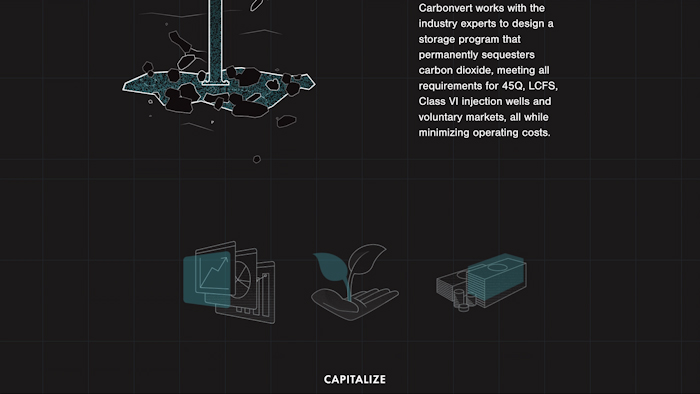 Carbonvert works with the
industry experts to design a
storage program that
permanently sequesters
carbon dioxide, meeting all
requirements for 45Q, LCFS,
Class VI injection wells and
voluntary markets, all while
minimizing operating costs.
CAPITALIZE